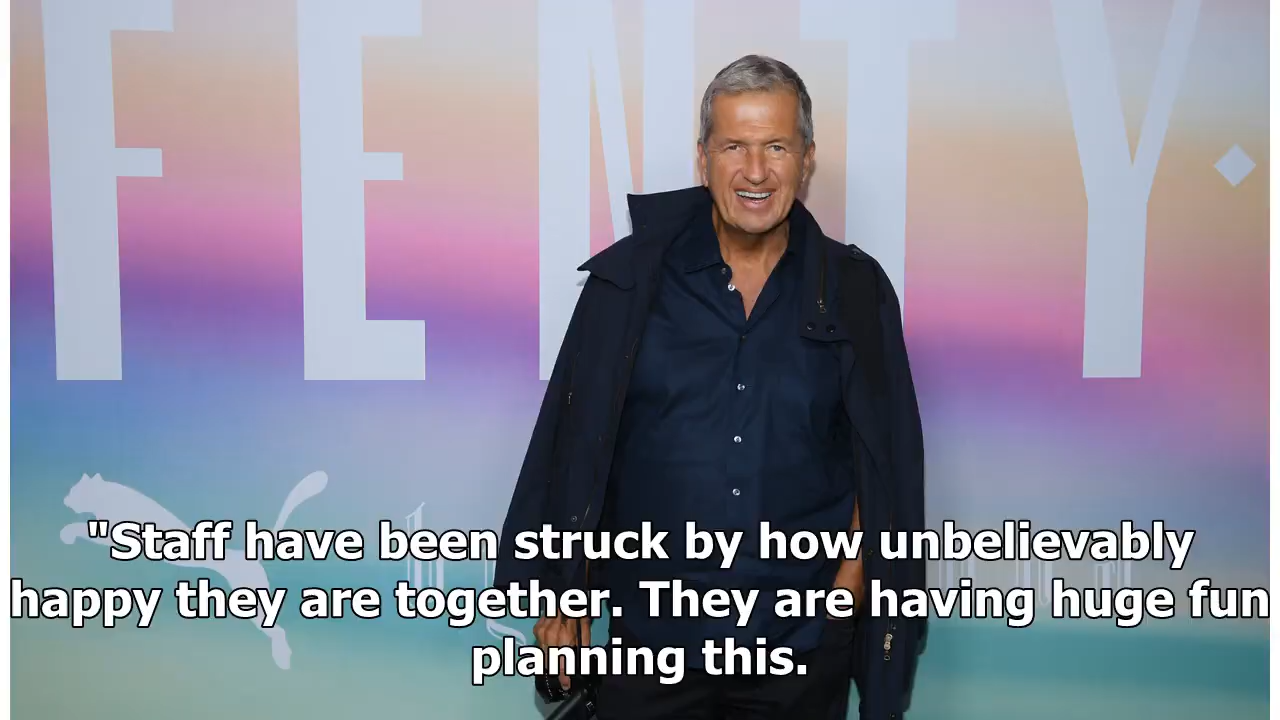 FENTY
"Staff have been struck by how unbelievably
happy they are together. They are having huge fun
planning this.